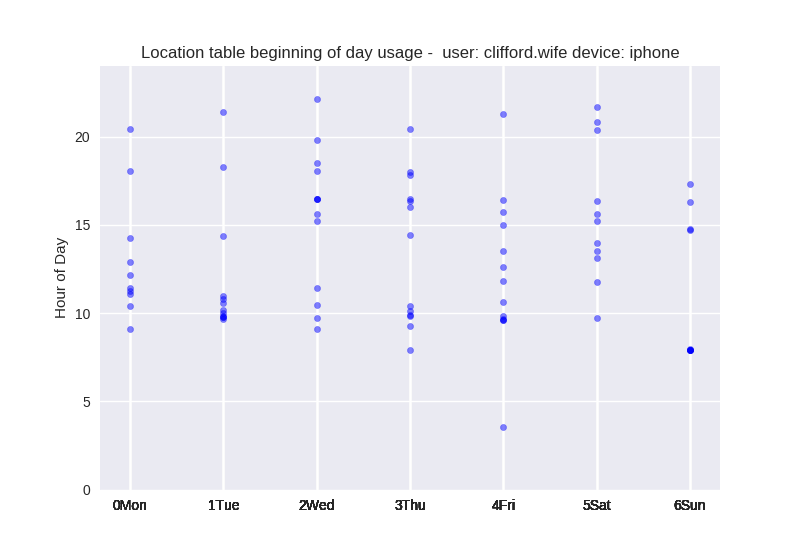 Location table beginning of day usage -  user: clifford.wife device: iphone
Hour of Day
20
15
10
5
0
0Mon 1Tue 2Wed 3Thu 4Fri 5Sat 6Sun